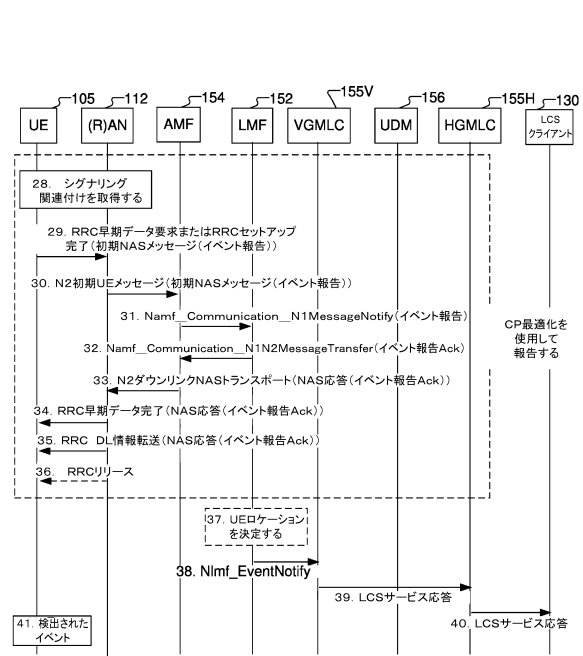 105
112
154
152
155V
156
155H
130
UE
(R)AN
AMF
LMF
VGMLC
UDM
HGMLC
LCS
クライアント
28. シグナリング
関連付けを取得する
29. RRC早期データ要求またはRRCセットアップ
完了(初期NASメッセージ(イベント報告))
30. N2初期UEメッセージ(初期NASメッセージ(イベント報告))
31. Namf_Communication_N1MessageNotify(イベント報告)
32. Namf_Communication_N1N2MessageTransfer(イベント報告Ack)
33. N2ダウンリンクNASトランスポート(NAS応答(イベント報告Ack))
34. RRC早期データ完了(NAS応答(イベント報告Ack))
35. RRC DL情報転送(NAS応答(イベント報告Ack))
36. RRCリリース
CP最適化を
使用して
報告する
37. UEロケーション
を決定する
38. Nlmf_EventNotify
39. LCSサービス応答
40. LCSサービス応答
41. 検出された
イベント